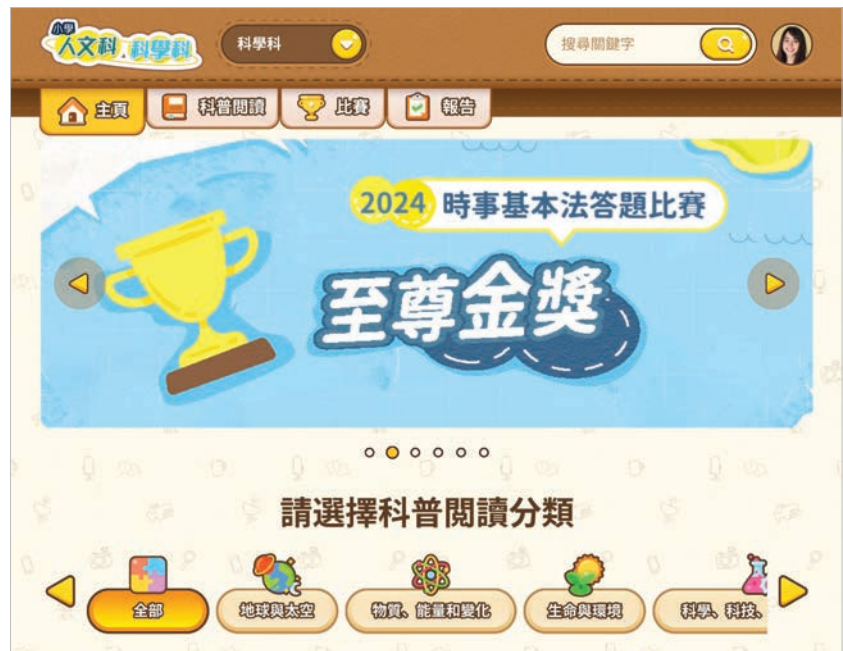 小學
人文科、科學科
科學科
搜尋關鍵字
主頁
科普閱讀
比賽
報告
2024 時事基本法答題比賽
至尊金獎
請選擇科普閱讀分類
全部
地球與太空
物質、能量和變化
生命與環境
科學、科技、